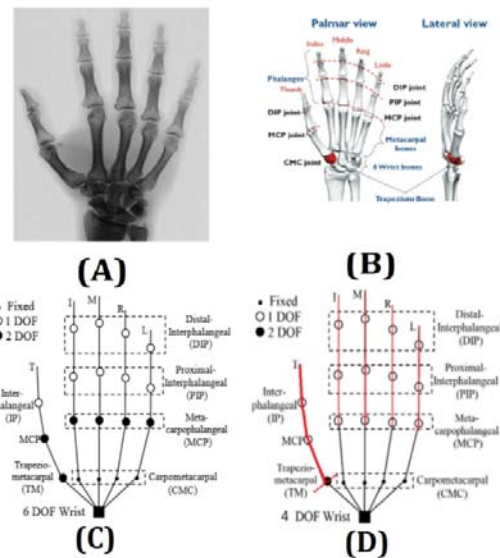 (A)
Palmar view
Lateral view
Index
Middle
Ring
Little
Phalanges
Thumb
DIP joint
MCP joint
CMC joint
DIP joint
PIP joint
MCP joint
Metacarpal
bones
6 Wrist bones
Trapezium Bone
(B)
Fixed
1 DOF
2 DOF
I
M
R
L
T
Distal-
Interphalangeal
(DIP)
Proximal-
Interphalangeal
(PIP)
Inter-
halangeal
(IP)
MCP
Meta-
carpophalangeal
(MCP)
Trapezio-
metacarpal
(TM)
Carpometacarpal
(CMC)
6 DOF Wrist
(C)
Fixed
1 DOF
2 DOF
I
M
R
L
T
Distal-
Interphalangeal
(DIP)
Proximal-
Interphalangeal
(PIP)
Inter-
phalangeal
(IP)
MCP
Meta-
carpophalangeal
(MCP)
Trapezio-
metacarpal
(TM)
Carpometacarpal
(CMC)
4 DOF Wrist
(D)